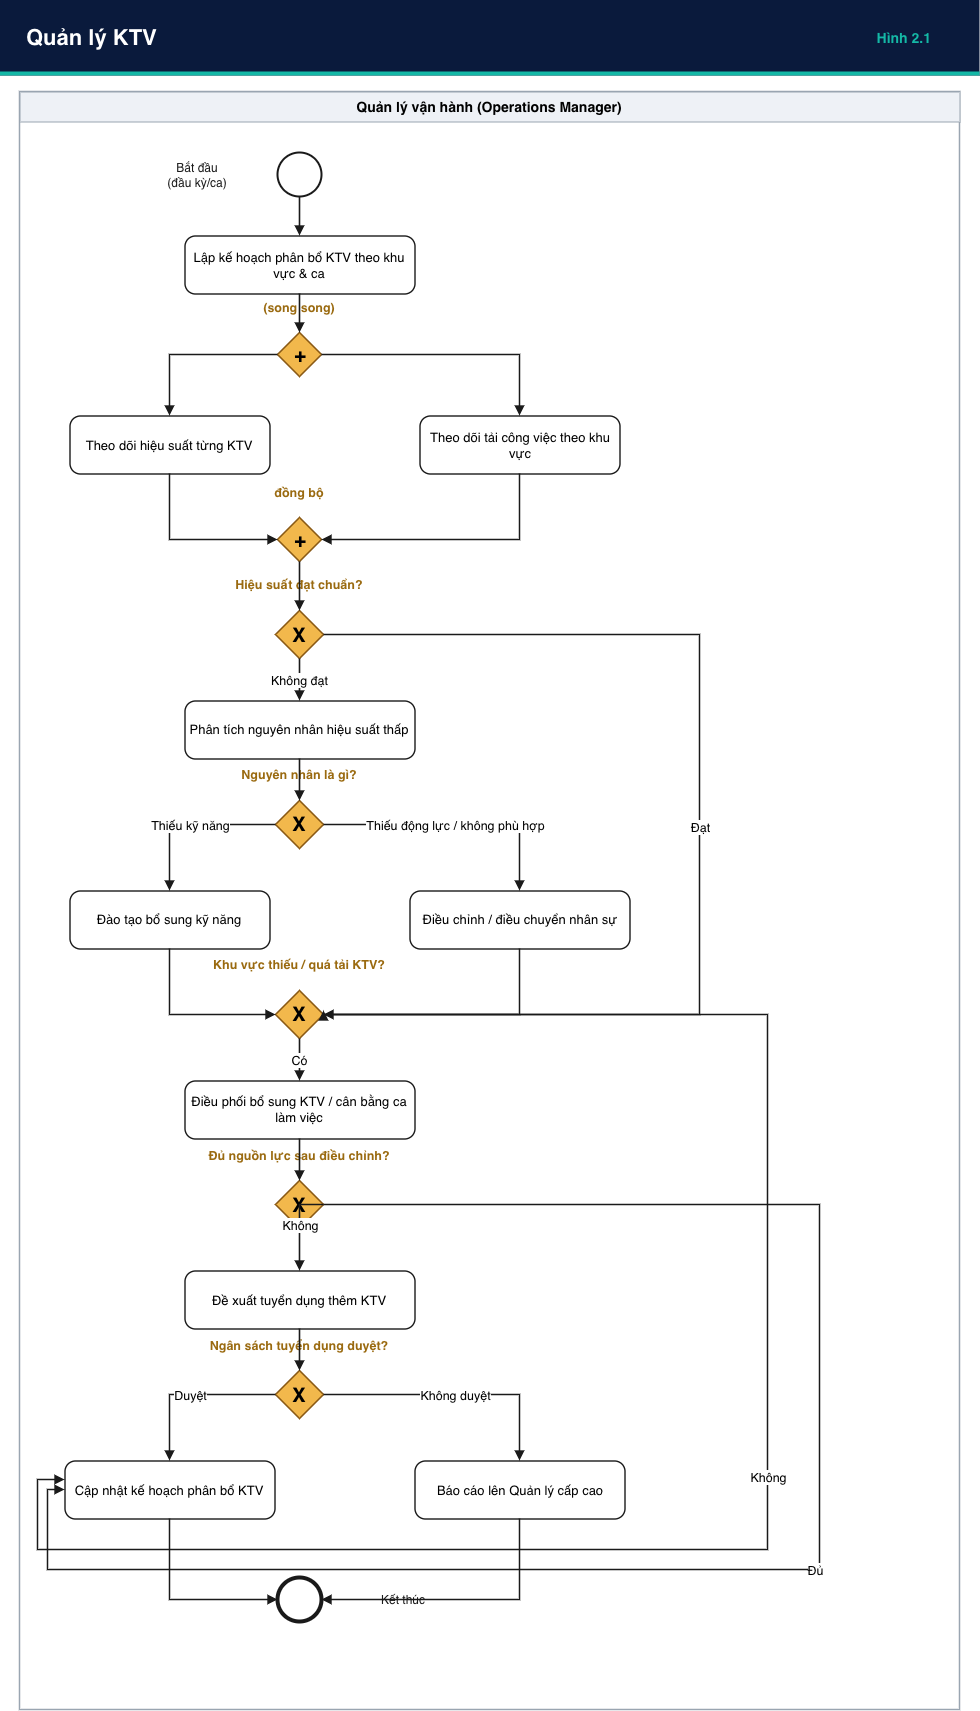 Quản lý KTV
Hình 2.1
Quản lý vận hành (Operations Manager)
Bắt đầu
(đầu kỳ/ca)
Lập kế hoạch phân bổ KTV theo khu
vực & ca
(song song)
+
Theo dõi hiệu suất từng KTV
Theo dõi tải công việc theo khu
vực
đồng bộ
+
Hiệu suất đạt chuẩn?
X
Không đạt
Phân tích nguyên nhân hiệu suất thấp
Nguyên nhân là gì?
X
Thiếu kỹ năng
Thiếu động lực / không phù hợp
Đạt
Đào tạo bổ sung kỹ năng
Điều chỉnh / điều chuyển nhân sự
Khu vực thiếu / quá tải KTV?
X
Có
Điều phối bổ sung KTV / cân bằng ca
làm việc
Đủ nguồn lực sau điều chỉnh?
X
Không
Đề xuất tuyển dụng thêm KTV
Ngân sách tuyển dụng duyệt?
X
Duyệt
Không duyệt
Không
Cập nhật kế hoạch phân bổ KTV
Báo cáo lên Quản lý cấp cao
Đủ
Kết thúc